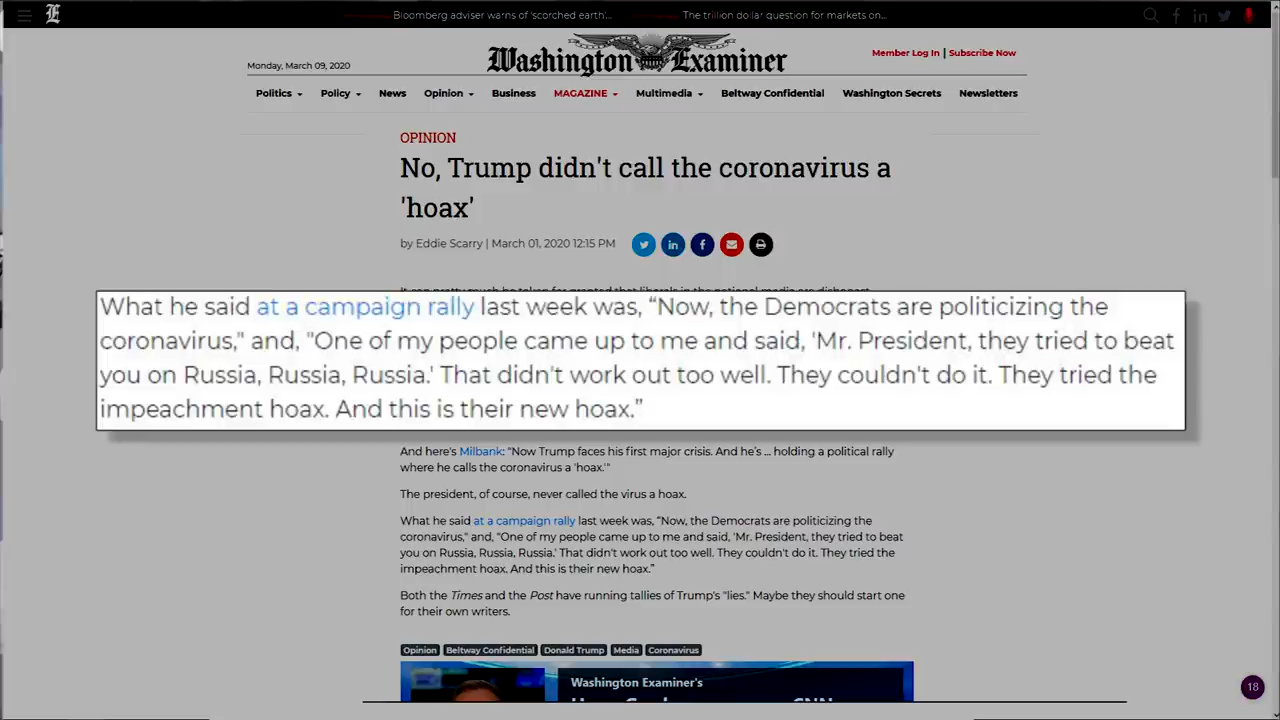 Bloomberg adviser warns of 'scorched earth'...
The trillion dollar question for markets on...
Washington Examiner
Monday, March 09, 2020
Member Log In | Subscribe Now
Politics
Policy
News
Opinion
Business
MAGAZINE
Multimedia
Beltway Confidential
Washington Secrets
Newsletters
OPINION
No, Trump didn't call the coronavirus a
'hoax'
by Eddie Scarry | March 01, 2020 12:15 PM
What he said at a campaign rally last week was, “Now, the Democrats are politicizing the
coronavirus," and, "One of my people came up to me and said, 'Mr. President, they tried to beat
you on Russia, Russia, Russia.' That didn't work out too well. They couldn't do it. They tried the
impeachment hoax. And this is their new hoax.”
And here's Milbank: “Now Trump faces his first major crisis. And he's … holding a political rally
where he calls the coronavirus a 'hoax.'"
The president, of course, never called the virus a hoax.
What he said at a campaign rally last week was, “Now, the Democrats are politicizing the
coronavirus,” and, "One of my people came up to me and said, 'Mr. President, they tried to beat
you on Russia, Russia, Russia.' That didn't work out too well. They couldn't do it. They tried the
impeachment hoax. And this is their new hoax.”
Both the Times and the Post have running tallies of Trump's "lies." Maybe they should start one
for their own writers.
Opinion
Beltway Confidential
Donald Trump
Media
Coronavirus
Washington Examiner's
18